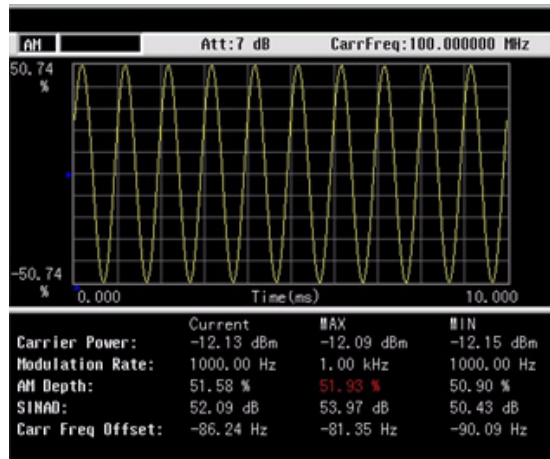 AM Att:7 dB CarrFreq:100.000000 MHz
50.74
%
-50.74
%
0.000 Time(ms) 10.000
Current MAX MIN
Carrier Power: -12.13 dBm -12.09 dBm -12.15 dBm
Modulation Rate: 1000.00 Hz 1.00 kHz 1000.00 Hz
AM Depth: 51.58 % 51.93 % 50.90 %
SINAD: 52.09 dB 53.97 dB 50.43 dB
Carr Freq Offset: -86.24 Hz -81.35 Hz -90.09 Hz